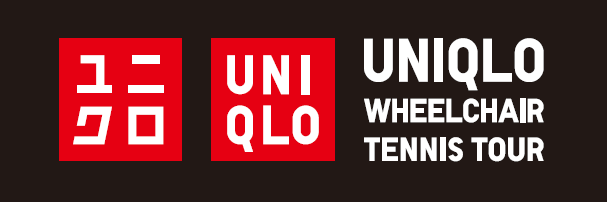 ユニ
クロ
UNI
QLO
UNIQLO
WHEELCHAIR
TENNIS TOUR